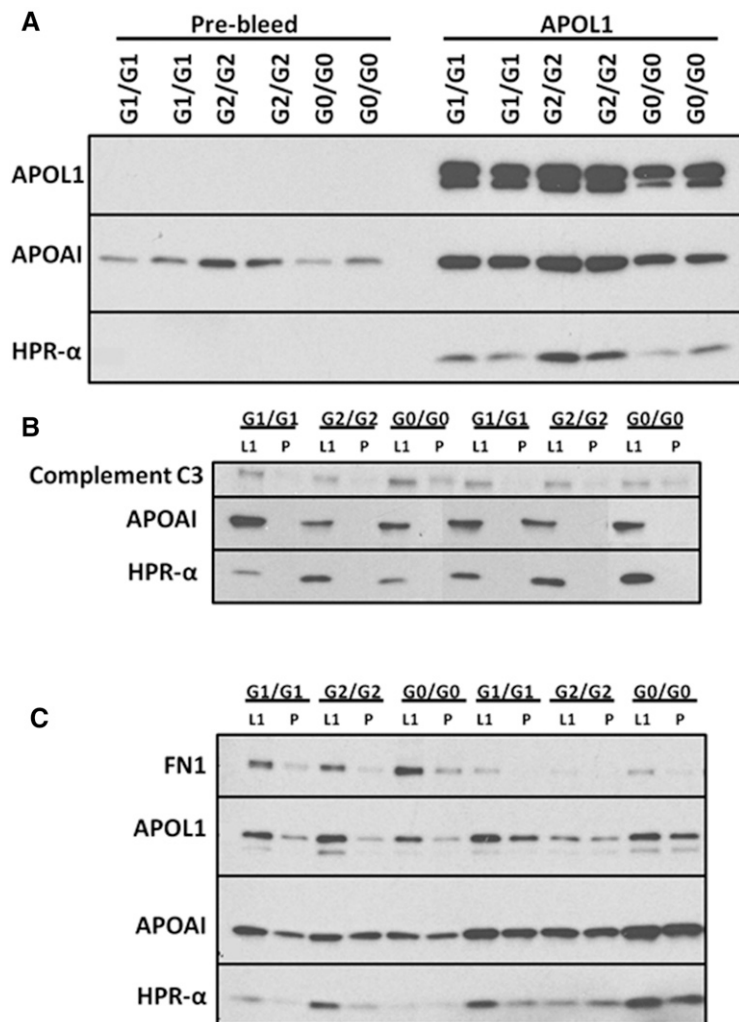 A
Pre-bleed APOL1
G1/G1 G1/G1 G2/G2 G2/G2 G0/G0 G0/G0 G1/G1 G1/G1 G2/G2 G2/G2 G0/G0 G0/G0
APOL1
APOAI
HPR-α
B
G1/G1 G2/G2 G0/G0 G1/G1 G2/G2 G0/G0
L1 P L1 P L1 P L1 P L1 P L1 P
Complement C3
APOAI
HPR-α
C
G1/G1 G2/G2 G0/G0 G1/G1 G2/G2 G0/G0
L1 P L1 P L1 P L1 P L1 P L1 P
FN1
APOL1
APOAI
HPR-α